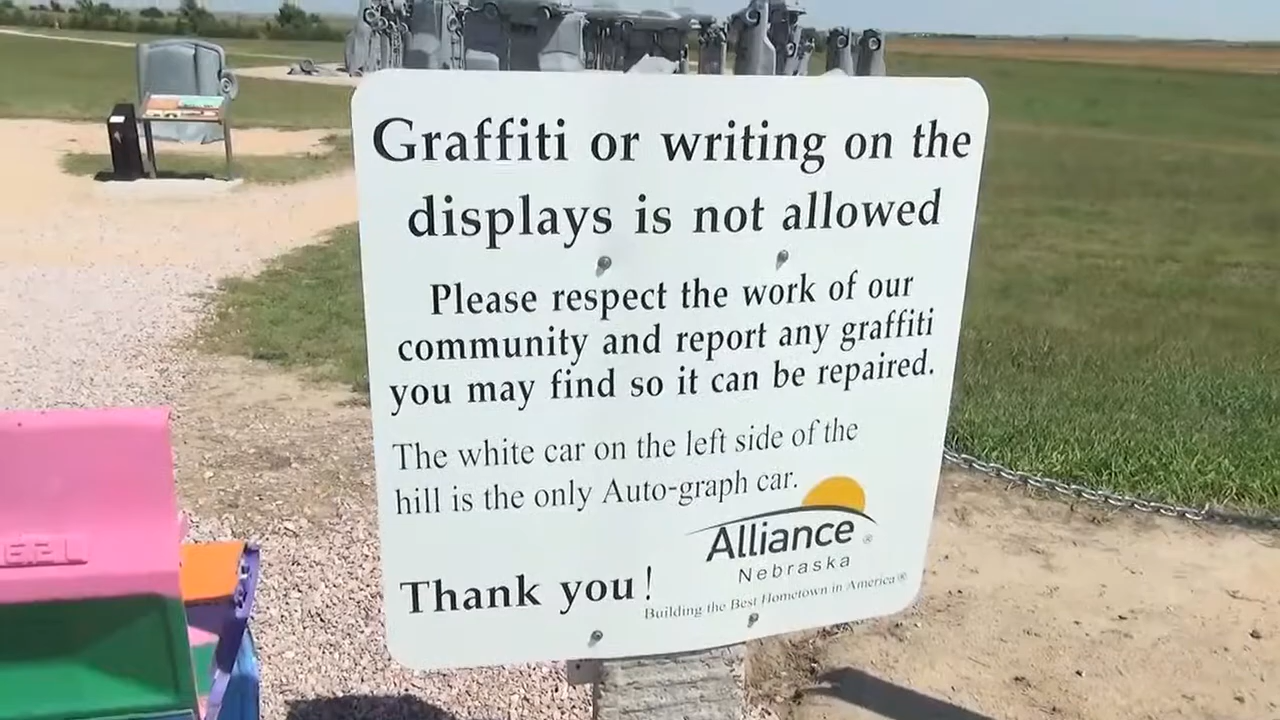 Graffiti or writing on the
displays is not allowed
Please respect the work of our
community and report any graffiti
you may find so it can be repaired.
The white car on the left side of the
hill is the only Auto-graph car.
Alliance ®
Nebraska
Building the Best Hometown in America®
Thank you!